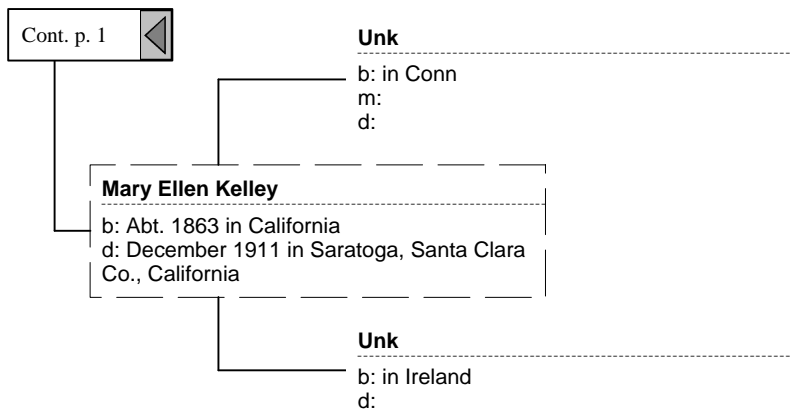 Cont. p. 1
Unk
b: in Conn
m:
d:
Mary Ellen Kelley
b: Abt. 1863 in California
d: December 1911 in Saratoga, Santa Clara
Co., California
Unk
b: in Ireland
d: